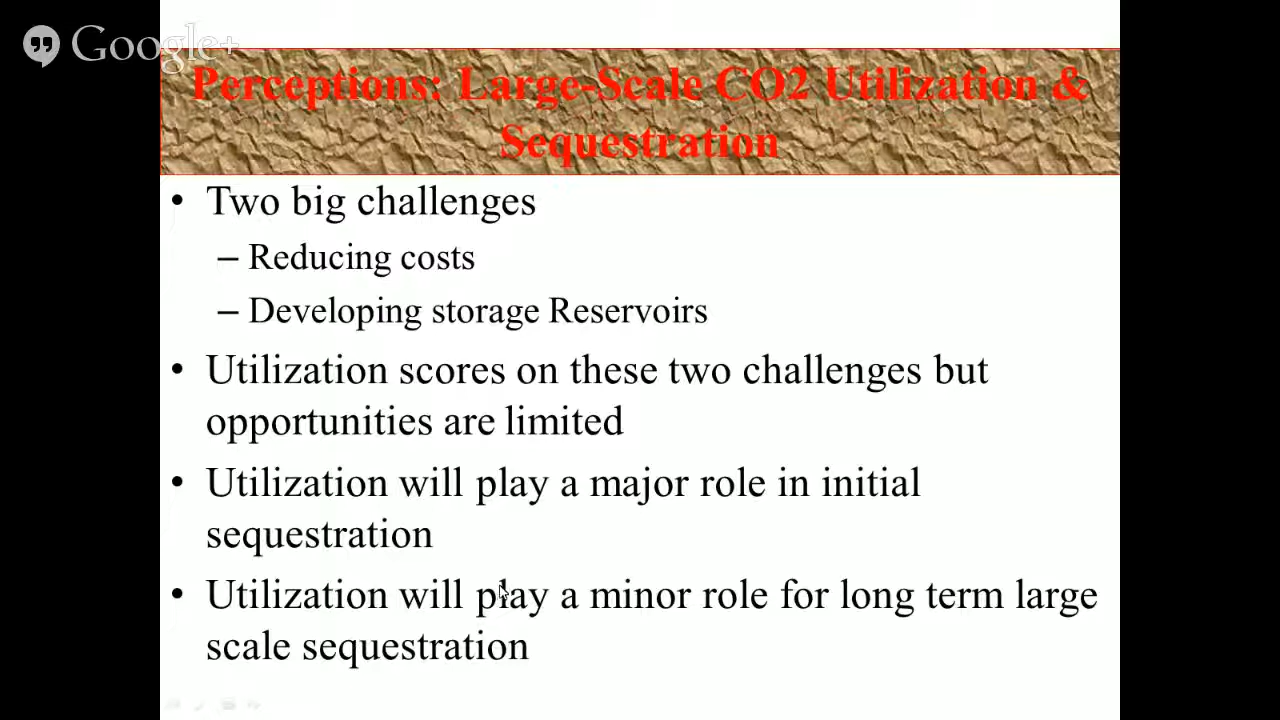 Google+
Perceptions: Large-Scale CO2 Utilization &
Sequestration
• Two big challenges
– Reducing costs
– Developing storage Reservoirs
• Utilization scores on these two challenges but
opportunities are limited
• Utilization will play a major role in initial
sequestration
• Utilization will play a minor role for long term large
scale sequestration